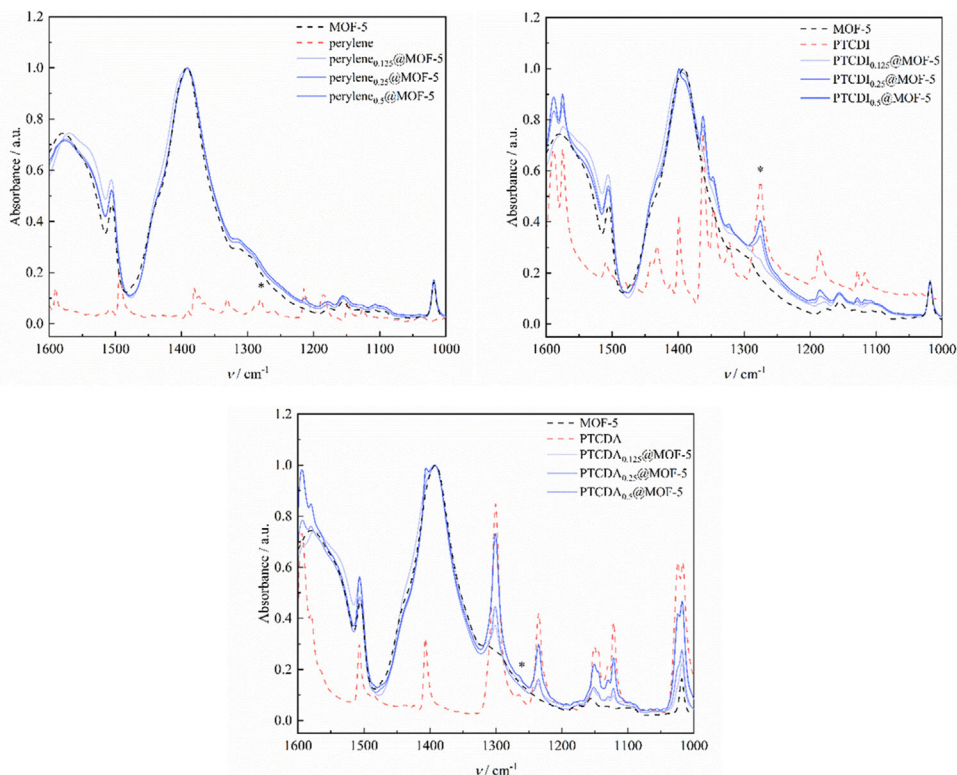 1.2
1.0
0.8
0.6
0.4
0.2
0.0
Absorbance / a.u.
MOF-5
perylene
perylene0.125@MOF-5
perylene0.25@MOF-5
perylene0.5@MOF-5
*
1600 1500 1400 1300 1200 1100 1000
ν / cm-1
1.2
1.0
0.8
0.6
0.4
0.2
0.0
Absorbance / a.u.
MOF-5
PTCDI
PTCDI0.125@MOF-5
PTCDI0.25@MOF-5
PTCDI0.5@MOF-5
*
1600 1500 1400 1300 1200 1100 1000
ν / cm-1
1.2
1.0
0.8
0.6
0.4
0.2
0.0
Absorbance / a.u.
MOF-5
PTCDA
PTCDA0.125@MOF-5
PTCDA0.25@MOF-5
PTCDA0.5@MOF-5
*
1600 1500 1400 1300 1200 1100 1000
ν / cm-1